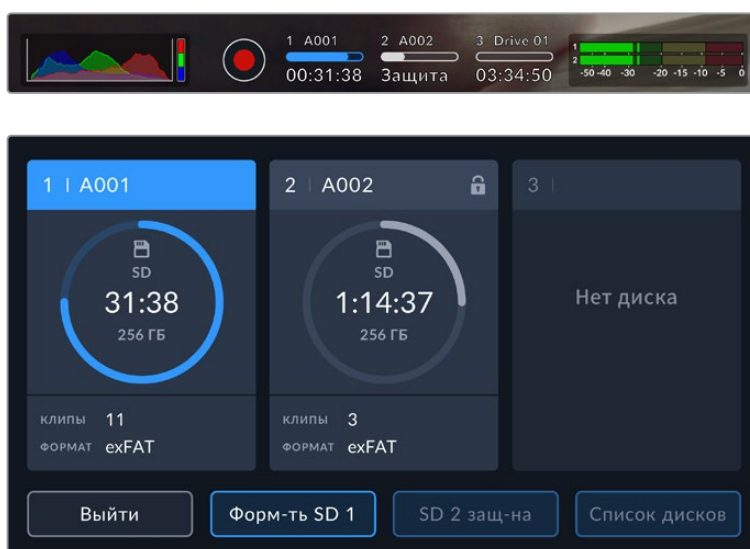 1 A001 2 A002 3 Drive 01
00:31:38 Защита 03:34:50
1
2
-50 -40 -30 -20 -15 -10 -5 0
1 | A001
SD
31:38
256 ГБ
клипы 11
формат exFAT
2 | A002
SD
1:14:37
256 ГБ
клипы 3
формат exFAT
3 |
Нет диска
Выйти
Форм-ть SD 1
SD 2 защ-на
Список дисков